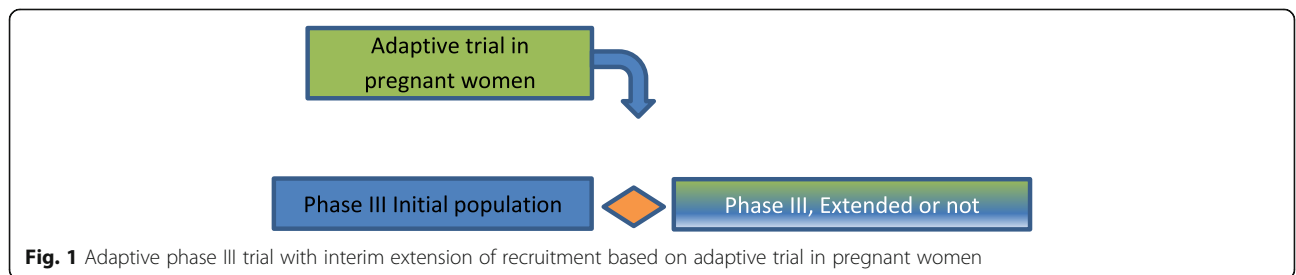 Adaptive trial in
pregnant women
Phase III Initial population
Phase III, Extended or not
Fig. 1 Adaptive phase III trial with interim extension of recruitment based on adaptive trial in pregnant women